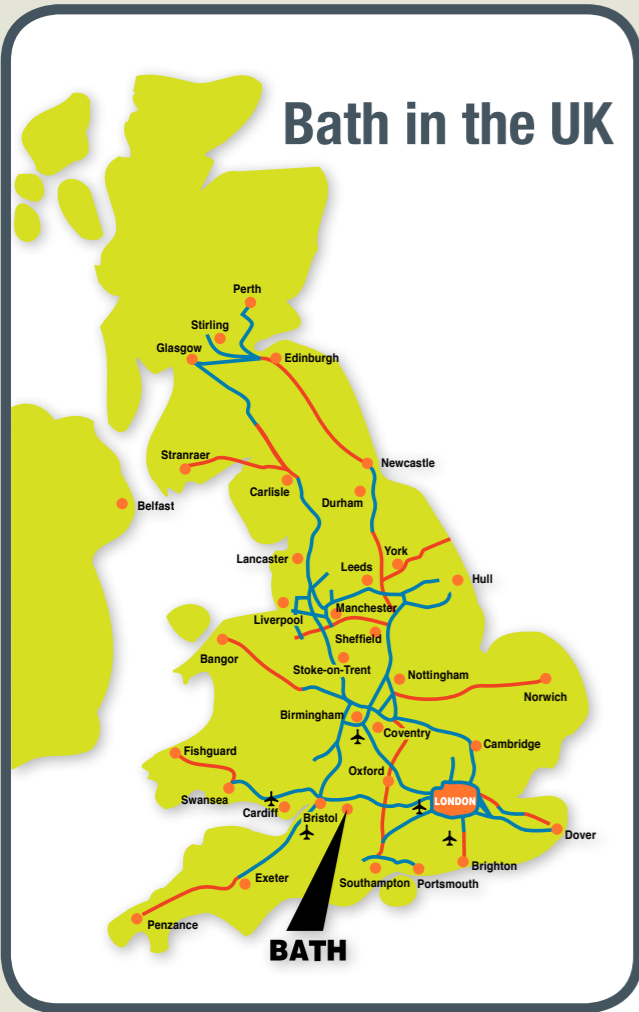 Bath in the UK
Perth
Stirling
Glasgow
Edinburgh
Stranraer
Newcastle
Carlisle
Durham
Belfast
York
Lancaster
Leeds
Hull
Liverpool
Manchester
Sheffield
Bangor
Stoke-on-Trent
Nottingham
Norwich
Birmingham
Coventry
Cambridge
Fishguard
Oxford
Swansea
LONDON
Cardiff
Bristol
Dover
Brighton
Exeter
Southampton
Portsmouth
Penzance
BATH